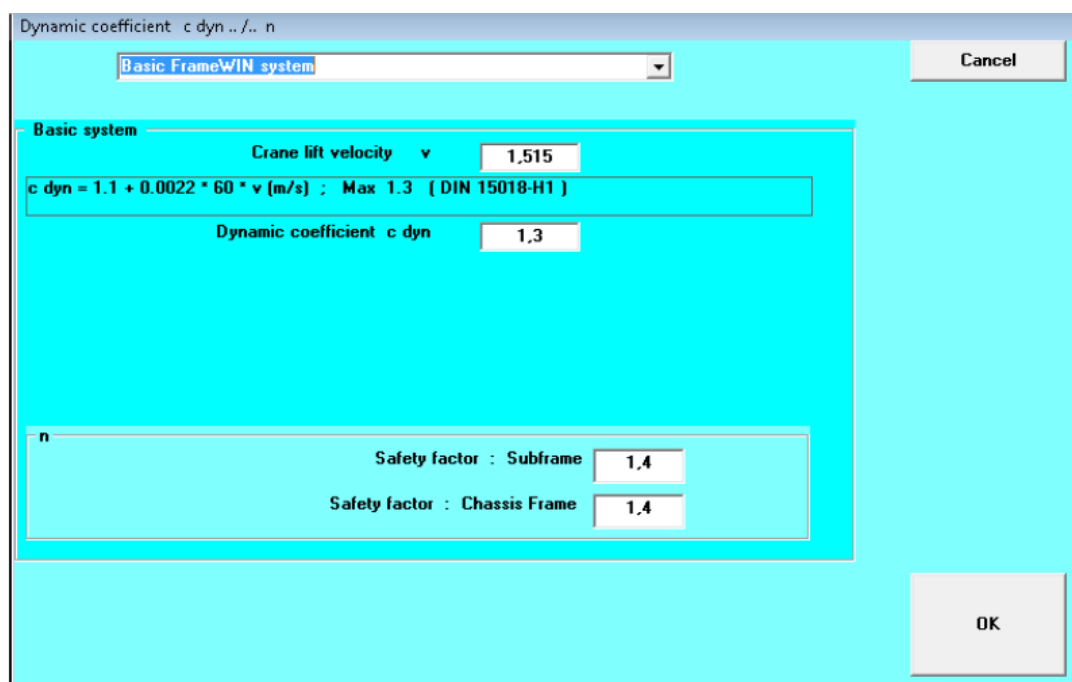 Dynamic coefficient c dyn .. /.. n
Basic FrameWIN system
Cancel
Basic system
Crane lift velocity v 1,515
c dyn = 1.1 + 0.0022 * 60 * v (m/s) ; Max 1.3 ( DIN 15018-H1 )
Dynamic coefficient c dyn 1,3
n
Safety factor : Subframe 1,4
Safety factor : Chassis Frame 1,4
OK